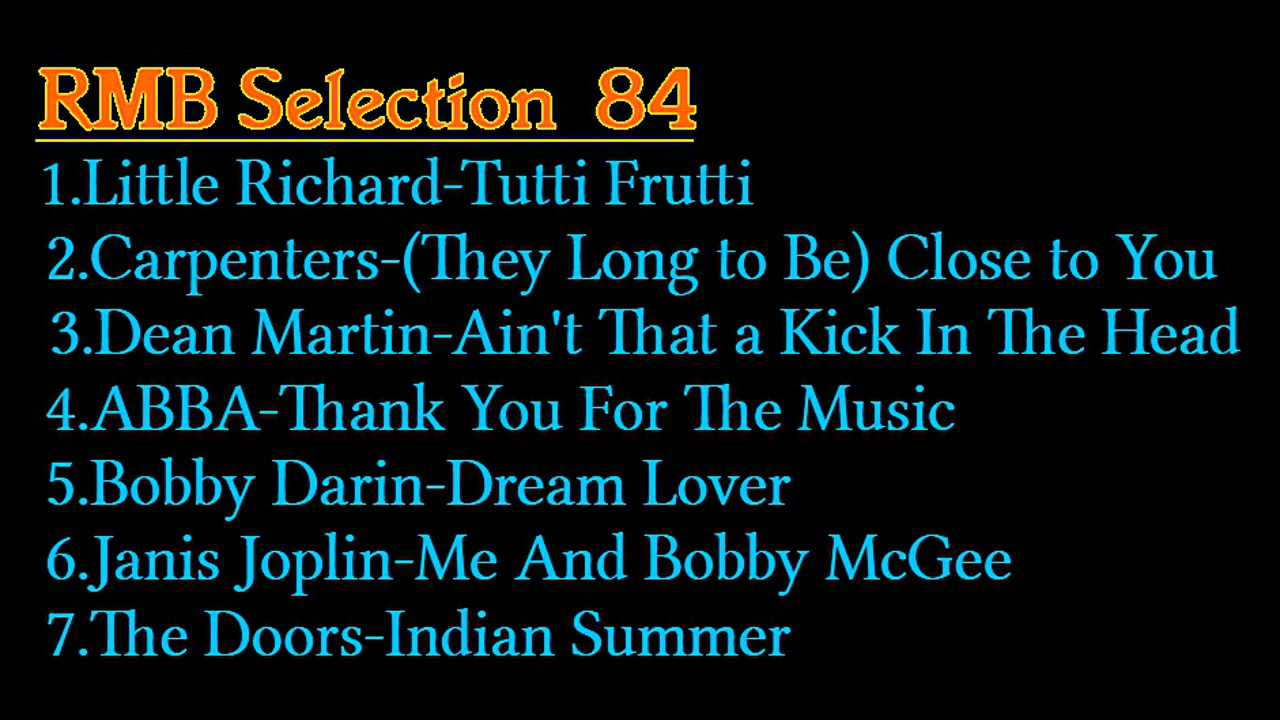 RMB Selection 84
1.Little Richard-Tutti Frutti
2.Carpenters-(They Long to Be) Close to You
3.Dean Martin-Ain't That a Kick In The Head
4.ABBA-Thank You For The Music
5.Bobby Darin-Dream Lover
6.Janis Joplin-Me And Bobby McGee
7.The Doors-Indian Summer